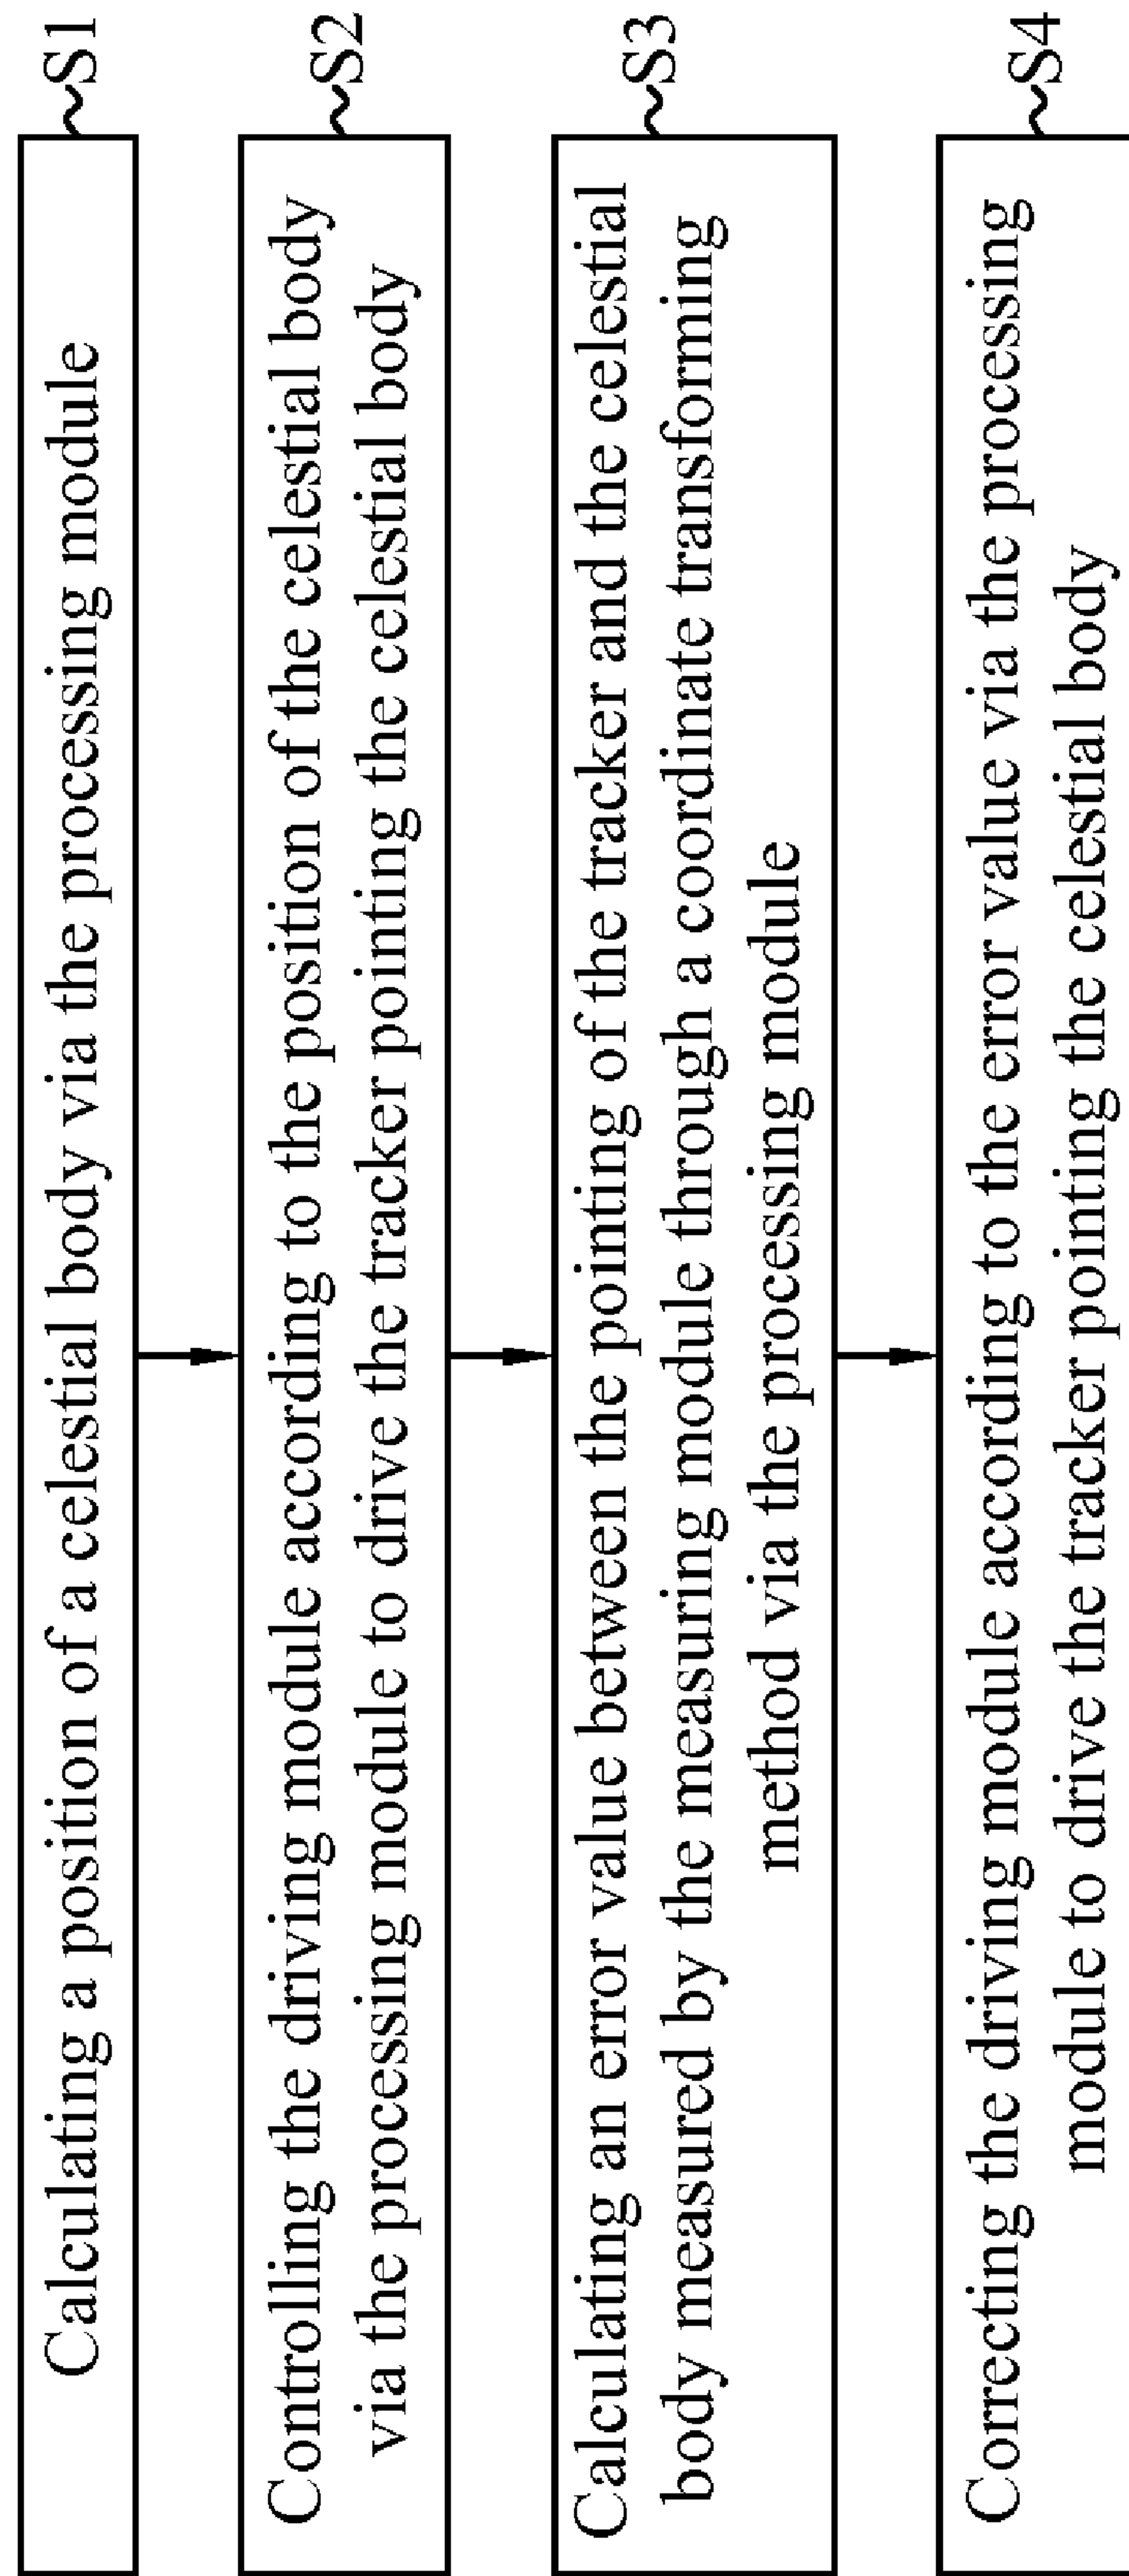 Calculating a position of a celestial body via the processing module
S1
Controlling the driving module according to the position of the celestial body
via the processing module to drive the tracker pointing the celestial body
S2
Calculating an error value between the pointing of the tracker and the celestial
body measured by the measuring module through a coordinate transforming
method via the processing module
S3
Correcting the driving module according to the error value via the processing
module to drive the tracker pointing the celestial body
S4